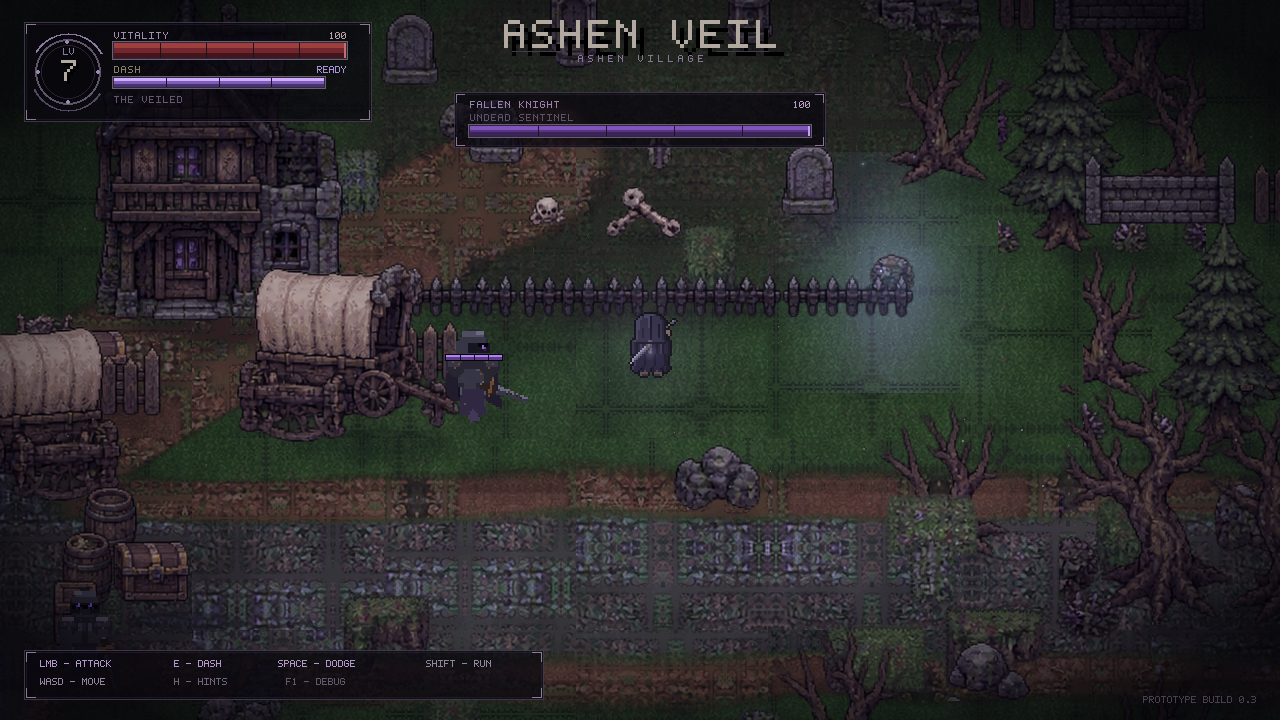 ASHEN VEIL
ASHEN VILLAGE
LV
7
VITALITY 100
DASH READY
THE VEILED
FALLEN KNIGHT 100
UNDEAD SENTINEL
LMB – ATTACK E – DASH SPACE – DODGE SHIFT – RUN
WASD – MOVE H – HINTS F1 – DEBUG
PROTOTYPE BUILD 0.3